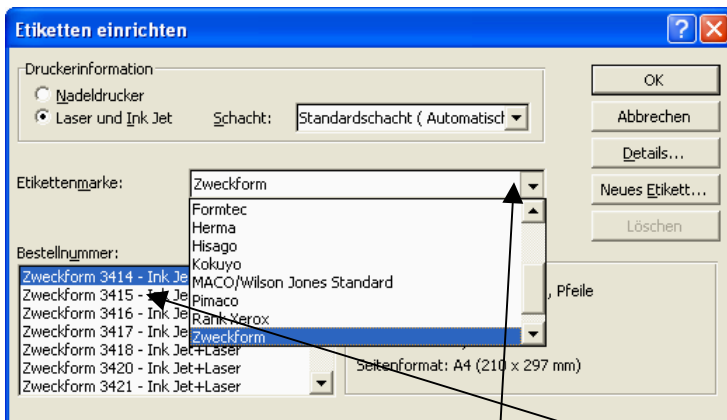 Etiketten einrichten
Druckerinformation
Nadeldrucker
Laser und Ink Jet Schacht: Standardschacht ( Automatisch
OK
Abbrechen
Details...
Neues Etikett...
Löschen
Etikettenmarke: Zweckform
Formtec
Herma
Hisago
Kokuyo
MACO/Wilson Jones Standard
Pimaco
Rank Xerox
Zweckform
Bestellnummer:
Zweckform 3414 - Ink Je
Zweckform 3415 - Ink Je
Zweckform 3416 - Ink Je
Zweckform 3417 - Ink Je
Zweckform 3418 - Ink Jet+Laser
Zweckform 3420 - Ink Jet+Laser
Zweckform 3421 - Ink Jet+Laser
, Pfeile
Seitenformat: A4 (210 x 297 mm)